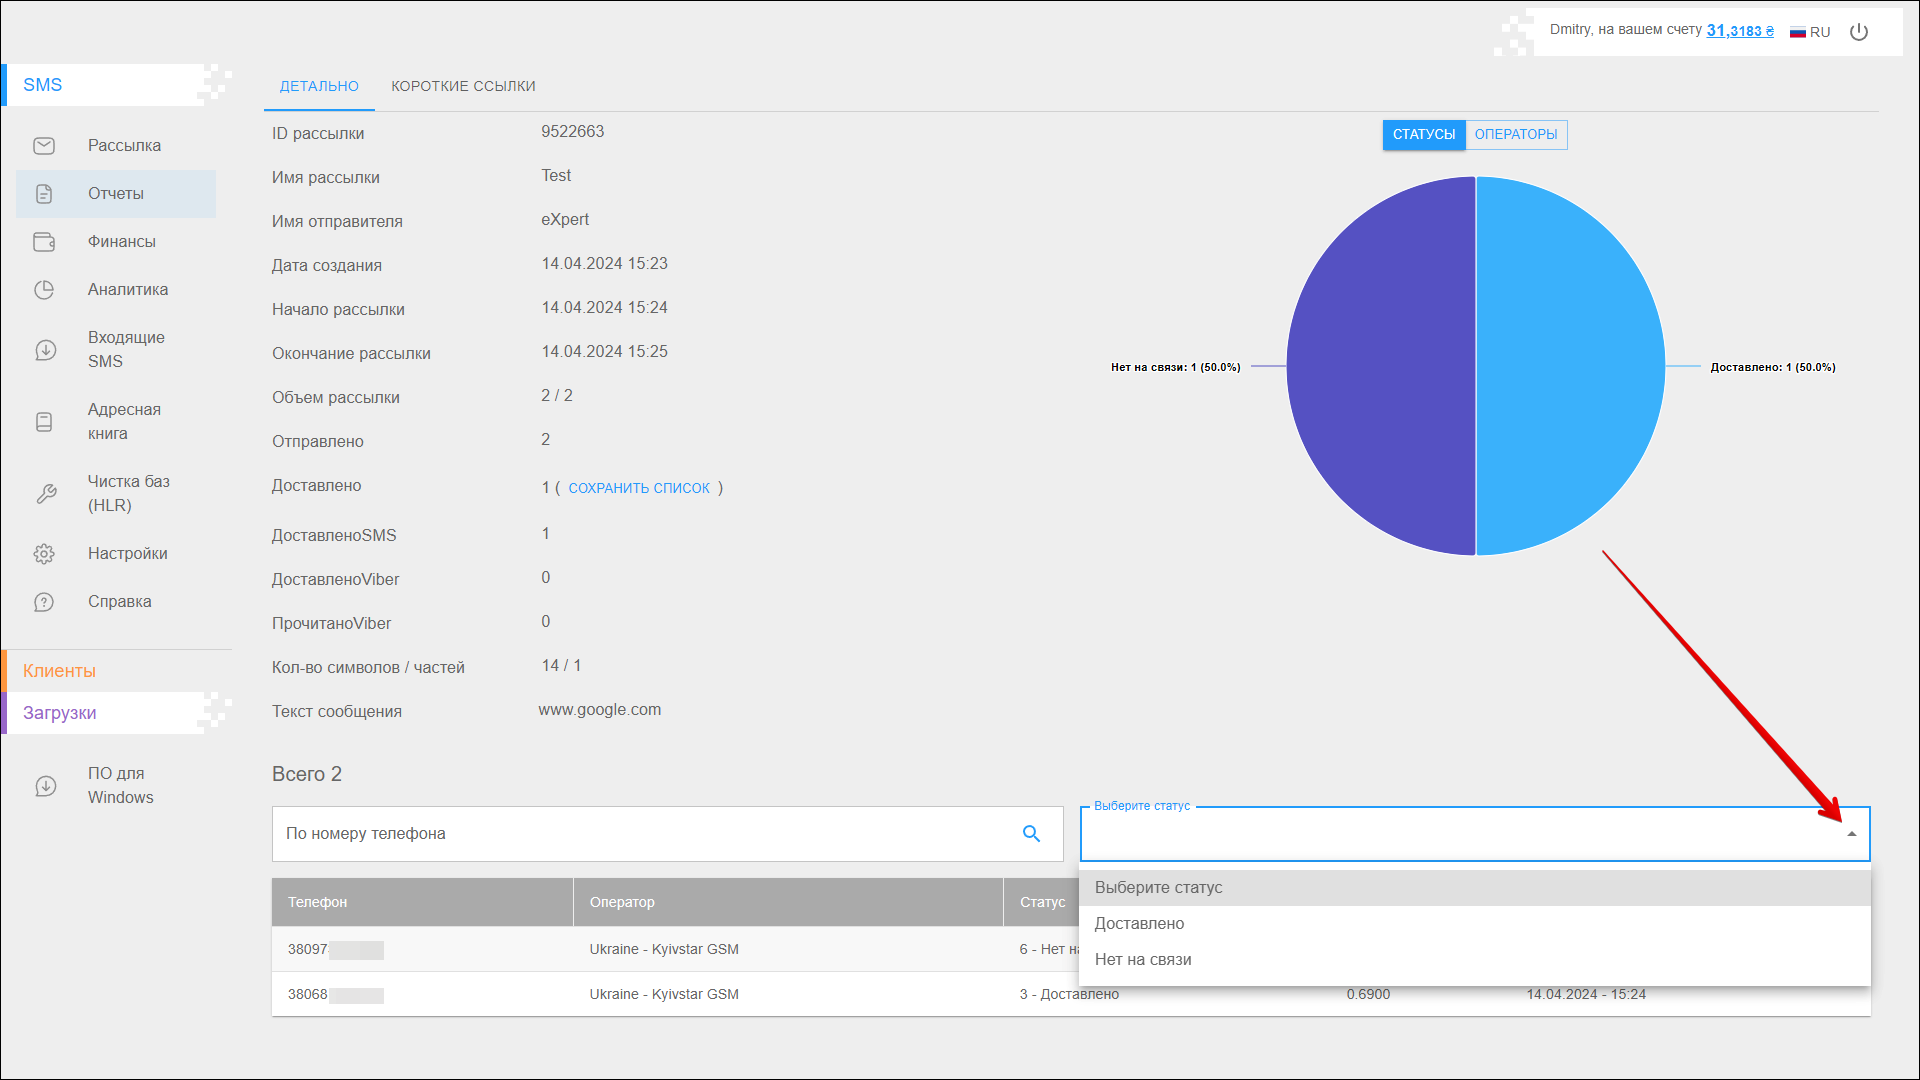 Dmitry, на вашем счету 31,3183 ₴
RU
SMS
Рассылка
Отчеты
Финансы
Аналитика
Входящие
SMS
Адресная
книга
Чистка баз
(HLR)
Настройки
Справка
Клиенты
Загрузки
ПО для
Windows
ДЕТАЛЬНО
КОРОТКИЕ ССЫЛКИ
ID рассылки 9522663
Имя рассылки Test
Имя отправителя eXpert
Дата создания 14.04.2024 15:23
Начало рассылки 14.04.2024 15:24
Окончание рассылки 14.04.2024 15:25
Объем рассылки 2 / 2
Отправлено 2
Доставлено 1 ( СОХРАНИТЬ СПИСОК )
ДоставленоSMS 1
ДоставленоViber 0
ПрочитаноViber 0
Кол-во символов / частей 14 / 1
Текст сообщения www.google.com
СТАТУСЫ
ОПЕРАТОРЫ
Нет на связи: 1 (50.0%)
Доставлено: 1 (50.0%)
Всего 2
По номеру телефона
Выберите статус
Выберите статус
Доставлено
Нет на связи
Телефон Оператор Статус
38097 Ukraine - Kyivstar GSM 6 - Нет
38068 Ukraine - Kyivstar GSM 3 - Доставлено 0.6900 14.04.2024 - 15:24